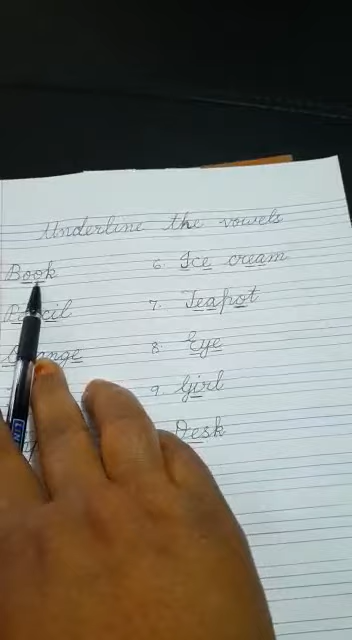 Underline the vowels
Book
6. Ice cream
7. Teapot
8. Eye
9. Girl
Desk